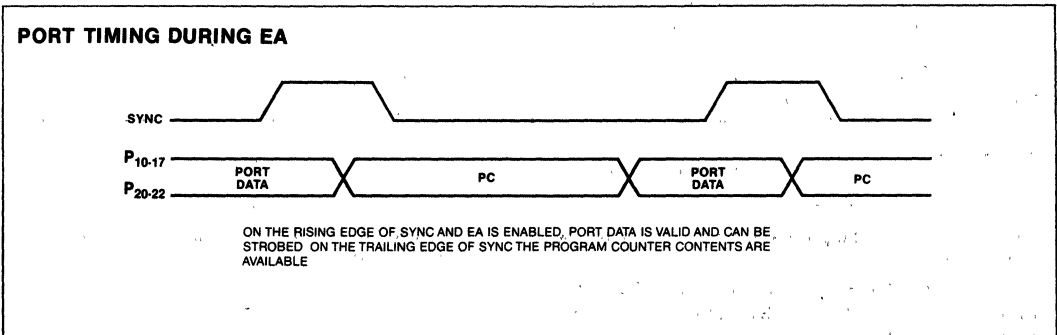 PORT TIMING DURING EA
SYNC
P10-17
P20-22
PORT
DATA
PC
PORT
DATA
PC
ON THE RISING EDGE OF SYNC AND EA IS ENABLED, PORT DATA IS VALID AND CAN BE
STROBED ON THE TRAILING EDGE OF SYNC THE PROGRAM COUNTER CONTENTS ARE
AVAILABLE